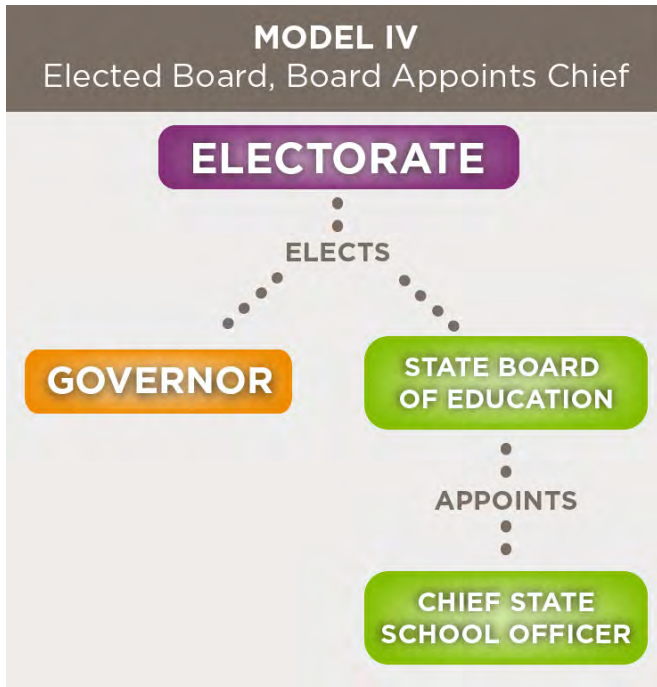 MODEL IV
Elected Board, Board Appoints Chief
ELECTORATE
ELECTS
GOVERNOR
STATE BOARD
OF EDUCATION
APPOINTS
CHIEF STATE
SCHOOL OFFICER